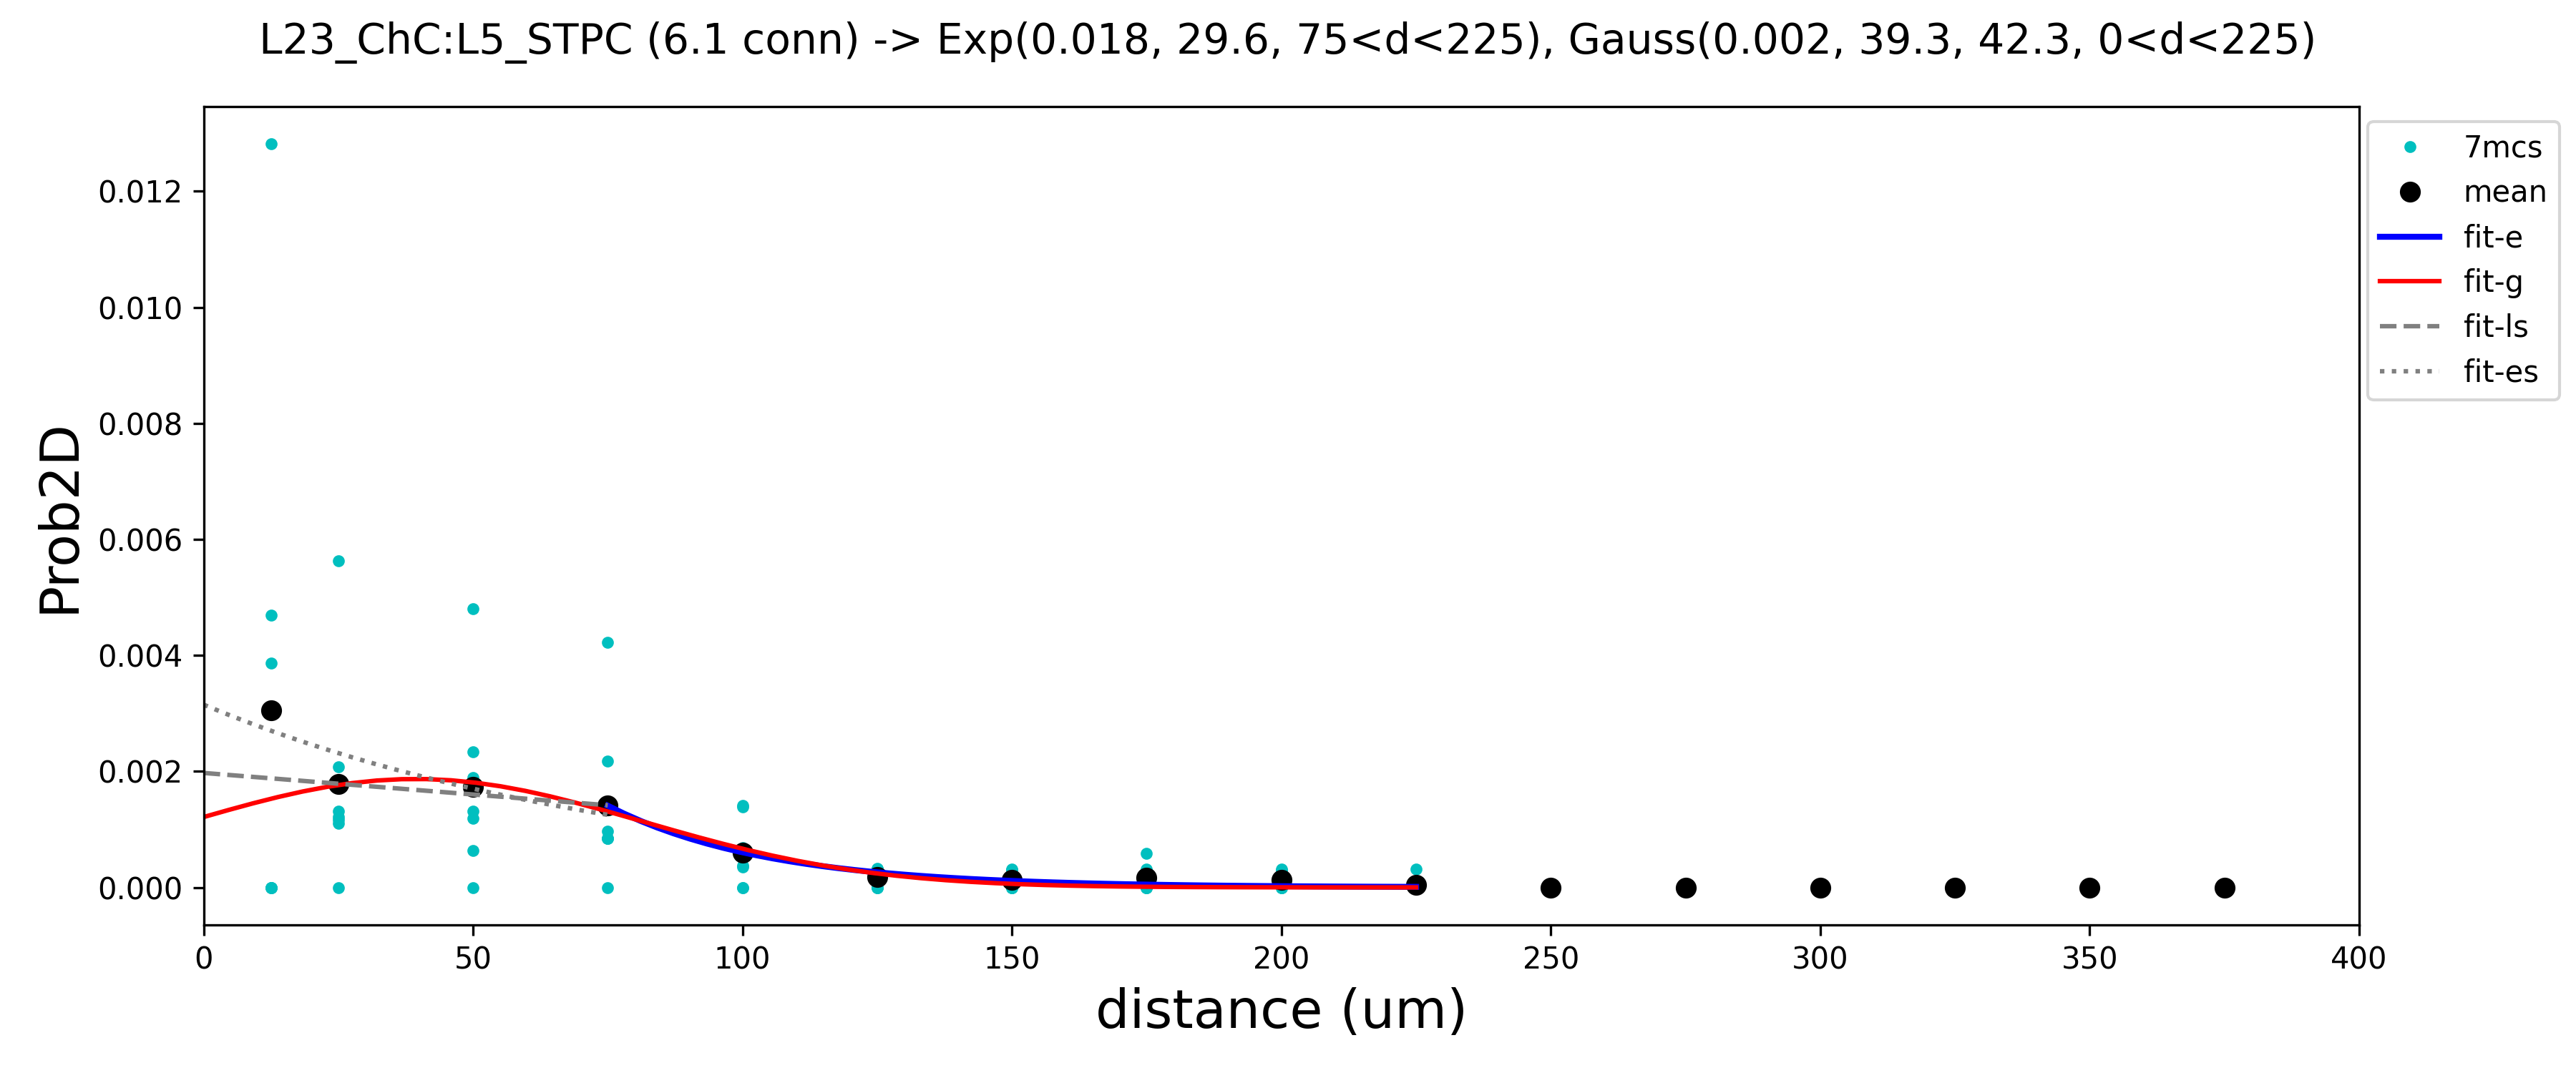 L23_ChC:L5_STPC (6.1 conn) -> Exp(0.018, 29.6, 75<d<225), Gauss(0.002, 39.3, 42.3, 0<d<225)
7mcs
mean
fit-e
fit-g
fit-ls
fit-es
Prob2D
0.012
0.010
0.008
0.006
0.004
0.002
0.000
0 50 100 150 200 250 300 350 400
distance (um)